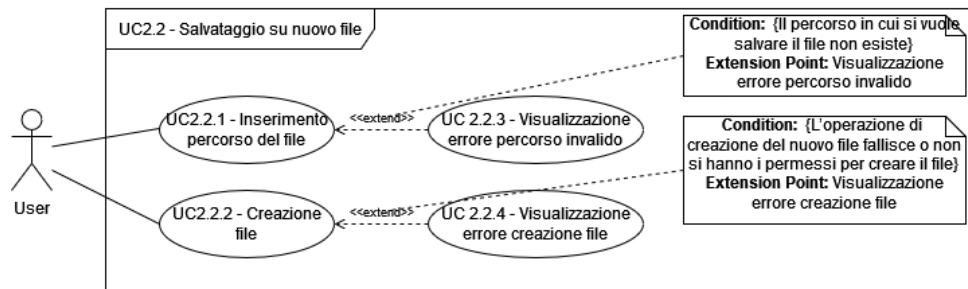 UC2.2 - Salvataggio su nuovo file
Condition: {Il percorso in cui si vuole
salvare il file non esiste}
Extension Point: Visualizzazione
errore percorso invalido
UC2.2.1 - Inserimento
percorso del file
<<extend>>
UC 2.2.3 - Visualizzazione
errore percorso invalido
Condition: {L'operazione di
creazione del nuovo file fallisce o non
si hanno i permessi per creare il file}
Extension Point: Visualizzazione
errore creazione file
User
UC2.2.2 - Creazione
file
<<extend>>
UC 2.2.4 - Visualizzazione
errore creazione file